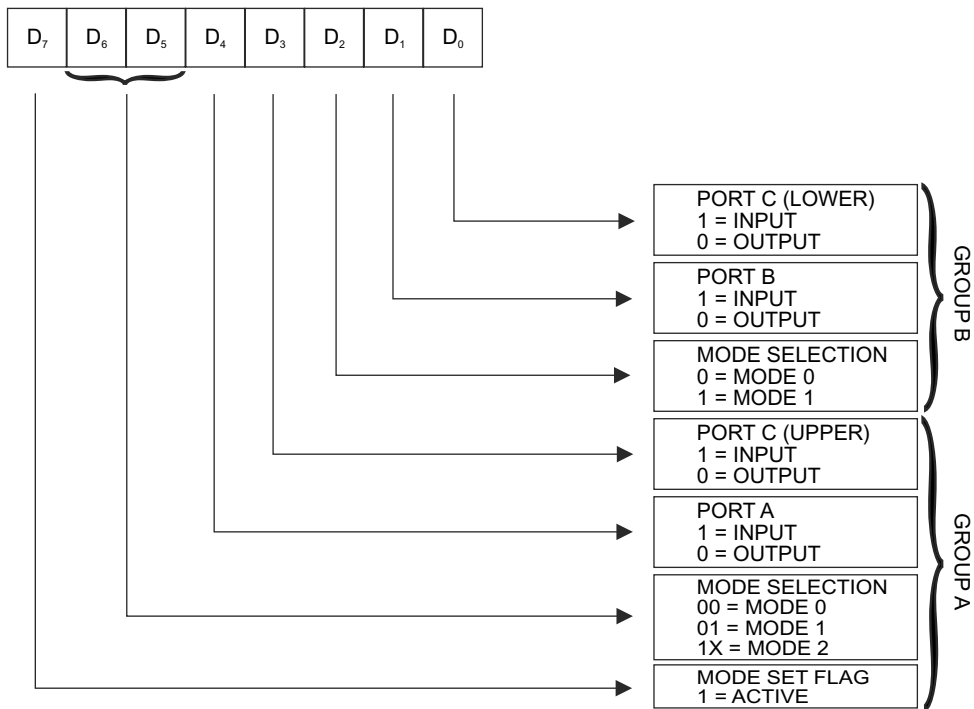 D₇ D₆ D₅ D₄ D₃ D₂ D₁ D₀
PORT C (LOWER)
1 = INPUT
0 = OUTPUT
PORT B
1 = INPUT
0 = OUTPUT
MODE SELECTION
0 = MODE 0
1 = MODE 1
GROUP B
PORT C (UPPER)
1 = INPUT
0 = OUTPUT
PORT A
1 = INPUT
0 = OUTPUT
MODE SELECTION
00 = MODE 0
01 = MODE 1
1X = MODE 2
MODE SET FLAG
1 = ACTIVE
GROUP A